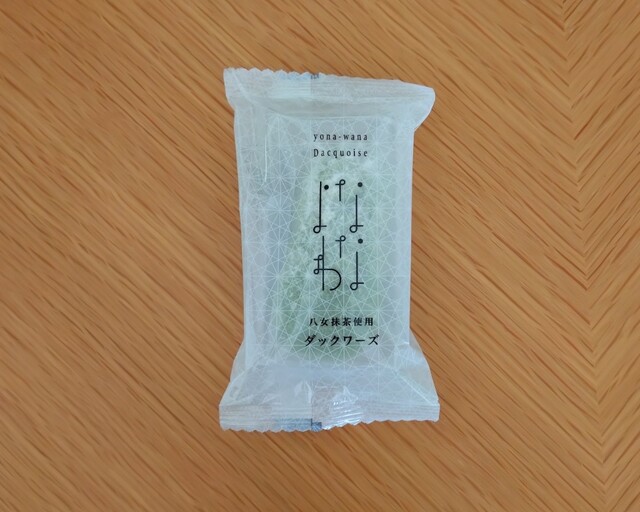 yona-wana
Dacquoise
よな
わな
八女抹茶使用
ダックワーズ